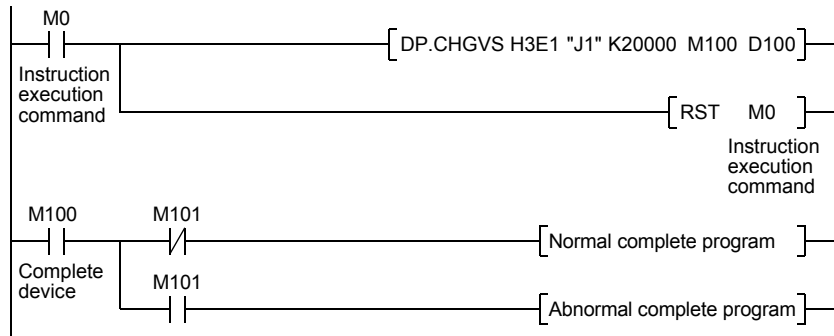 M0
DP.CHGVS H3E1 "J1" K20000 M100 D100
Instruction
execution
command
RST M0
Instruction
execution
command
M100 M101
Normal complete program
Complete
device
M101
Abnormal complete program